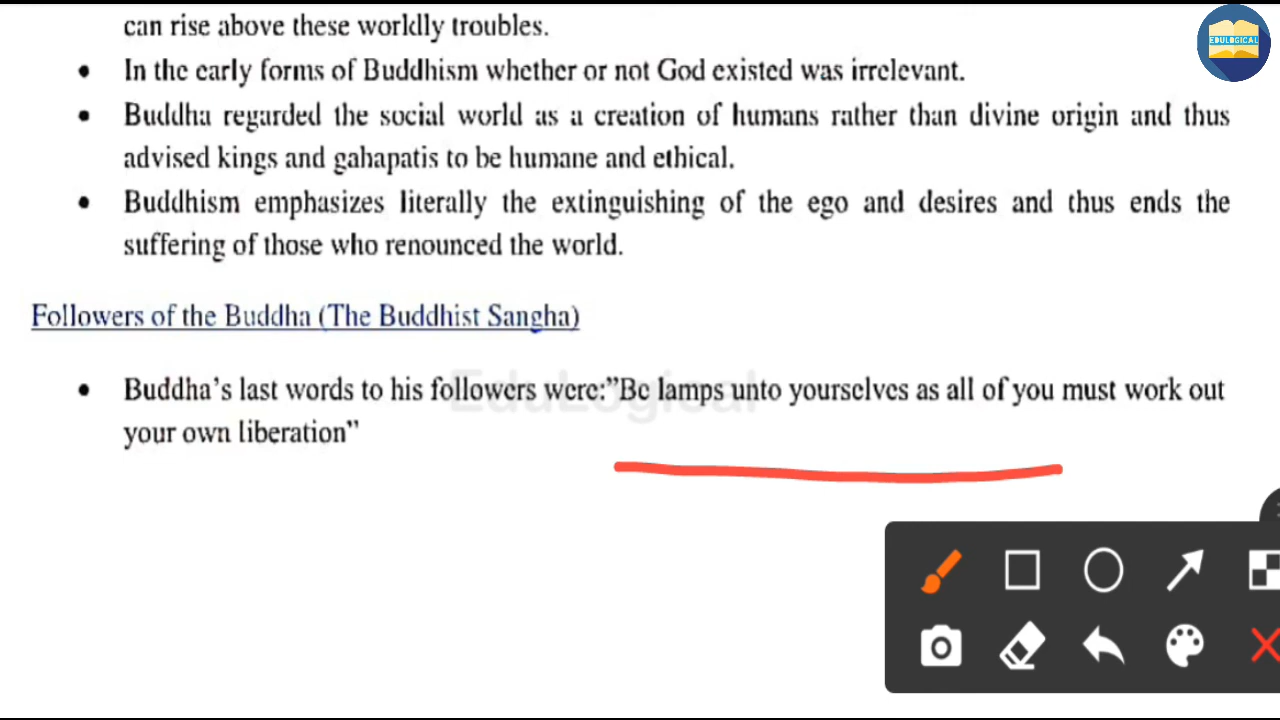 can rise above these worldly troubles.
EDULOGICAL
• In the early forms of Buddhism whether or not God existed was irrelevant.
• Buddha regarded the social world as a creation of humans rather than divine origin and thus
advised kings and gahapatis to be humane and ethical.
• Buddhism emphasizes literally the extinguishing of the ego and desires and thus ends the
suffering of those who renounced the world.
Followers of the Buddha (The Buddhist Sangha)
• Buddha's last words to his followers were:"Be lamps unto yourselves as all of you must work out
your own liberation"
EduLogical